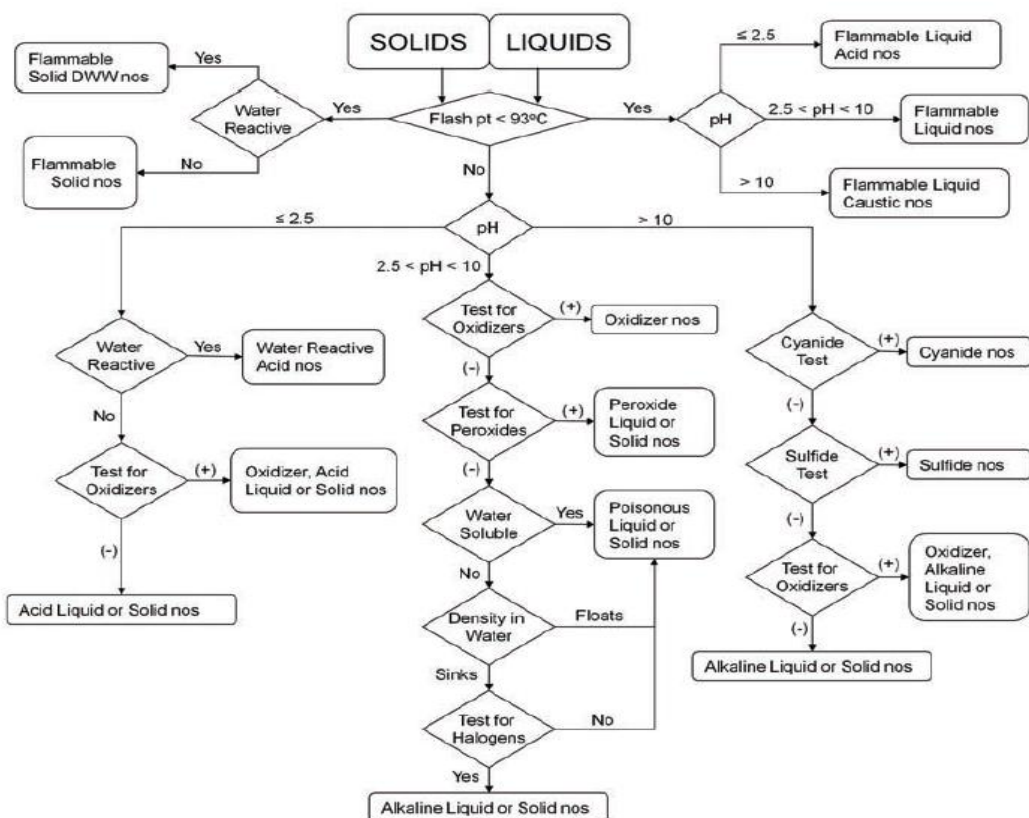 SOLIDS
LIQUIDS
Flash pt < 93°C
Yes
Water
Reactive
Yes
Flammable
Solid DWW nos
No
Flammable
Solid nos
Yes
pH
≤ 2.5
Flammable Liquid
Acid nos
2.5 < pH < 10
Flammable
Liquid nos
> 10
Flammable Liquid
Caustic nos
No
pH
≤ 2.5
Water
Reactive
Yes
Water Reactive
Acid nos
No
Test for
Oxidizers
(+)
Oxidizer, Acid
Liquid or Solid nos
(-)
Acid Liquid or Solid nos
2.5 < pH < 10
Test for
Oxidizers
(+)
Oxidizer nos
(-)
Test for
Peroxides
(+)
Peroxide
Liquid or
Solid nos
(-)
Water
Soluble
Yes
Poisonous
Liquid or
Solid nos
No
Density in
Water
Floats
Sinks
Test for
Halogens
No
Yes
Alkaline Liquid or Solid nos
> 10
Cyanide
Test
(+)
Cyanide nos
(-)
Sulfide
Test
(+)
Sulfide nos
(-)
Test for
Oxidizers
(+)
Oxidizer,
Alkaline
Liquid or
Solid nos
(-)
Alkaline Liquid or Solid nos